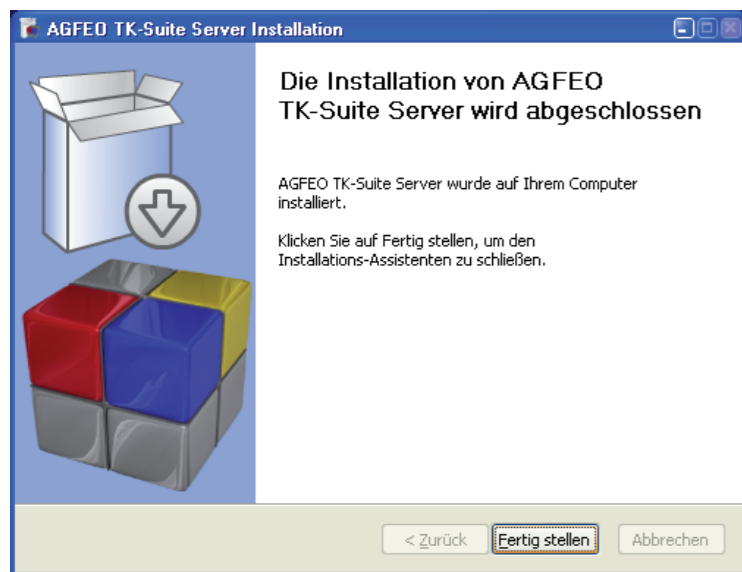 AGFEO TK-Suite Server Installation
Die Installation von AGFEO
TK-Suite Server wird abgeschlossen
AGFEO TK-Suite Server wurde auf Ihrem Computer
installiert.
Klicken Sie auf Fertig stellen, um den
Installations-Assistenten zu schließen.
< Zurück
Fertig stellen
Abbrechen